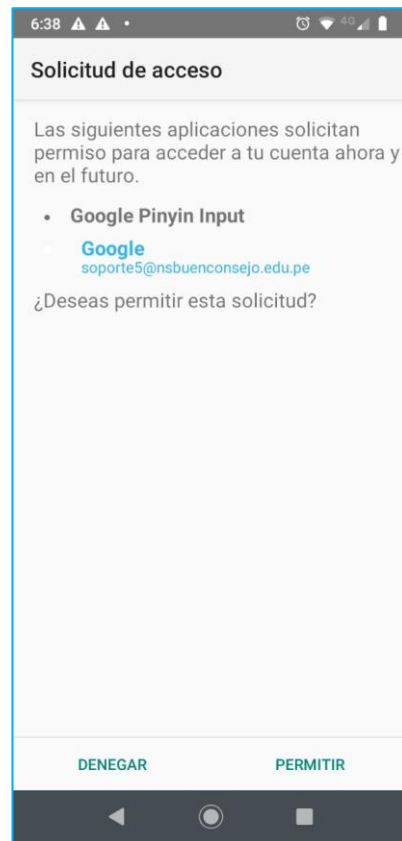 6:38
4G
Solicitud de acceso
Las siguientes aplicaciones solicitan
permiso para acceder a tu cuenta ahora y
en el futuro.
• Google Pinyin Input
Google
soporte5@nsbuenconsejo.edu.pe
¿Deseas permitir esta solicitud?
DENEGAR PERMITIR